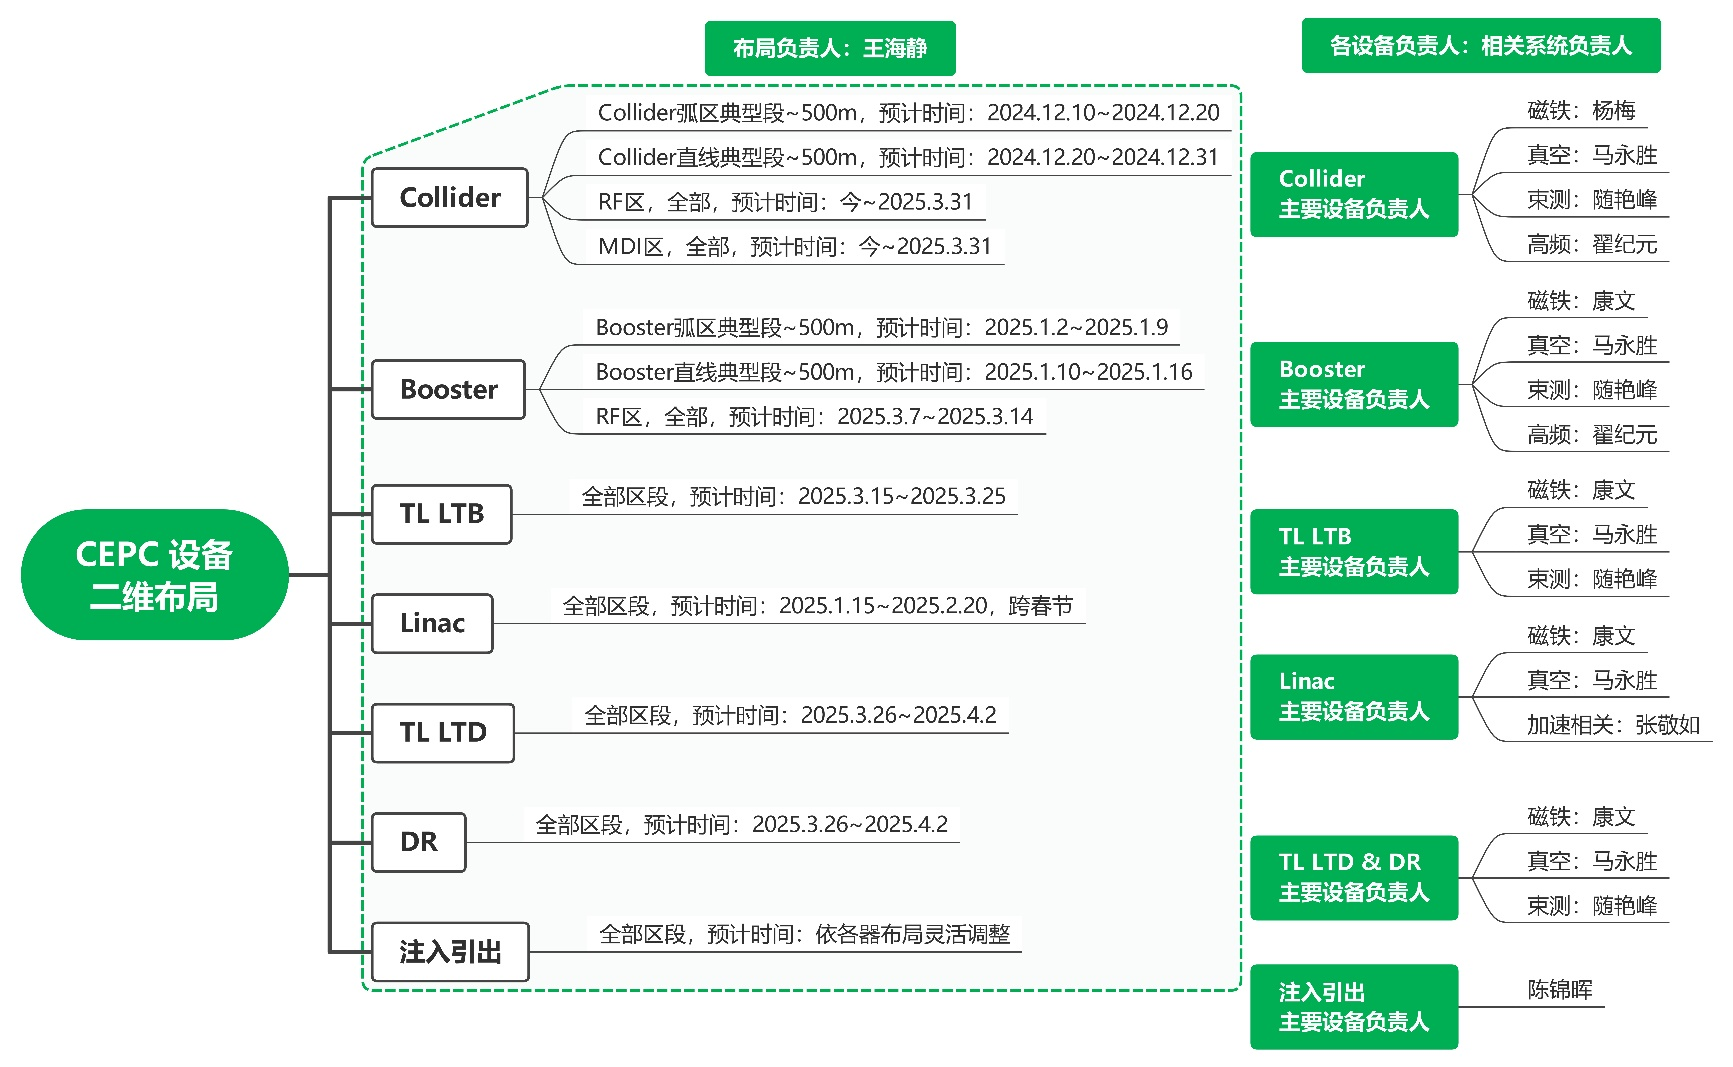 布局负责人：王海静
各设备负责人：相关系统负责人
CEPC 设备
二维布局
Collider
Collider弧区典型段~500m，预计时间：2024.12.10~2024.12.20
Collider直线典型段~500m，预计时间：2024.12.20~2024.12.31
RF区，全部，预计时间：今~2025.3.31
MDI区，全部，预计时间：今~2025.3.31
Booster
Booster弧区典型段~500m，预计时间：2025.1.2~2025.1.9
Booster直线典型段~500m，预计时间：2025.1.10~2025.1.16
RF区，全部，预计时间：2025.3.7~2025.3.14
TL LTB
全部区段，预计时间：2025.3.15~2025.3.25
Linac
全部区段，预计时间：2025.1.15~2025.2.20，跨春节
TL LTD
全部区段，预计时间：2025.3.26~2025.4.2
DR
全部区段，预计时间：2025.3.26~2025.4.2
注入引出
全部区段，预计时间：依各器布局灵活调整
Collider
主要设备负责人
磁铁：杨梅
真空：马永胜
束测：随艳峰
高频：翟纪元
Booster
主要设备负责人
磁铁：康文
真空：马永胜
束测：随艳峰
高频：翟纪元
TL LTB
主要设备负责人
磁铁：康文
真空：马永胜
束测：随艳峰
Linac
主要设备负责人
磁铁：康文
真空：马永胜
加速相关：张敬如
TL LTD & DR
主要设备负责人
磁铁：康文
真空：马永胜
束测：随艳峰
注入引出
主要设备负责人
陈锦晖